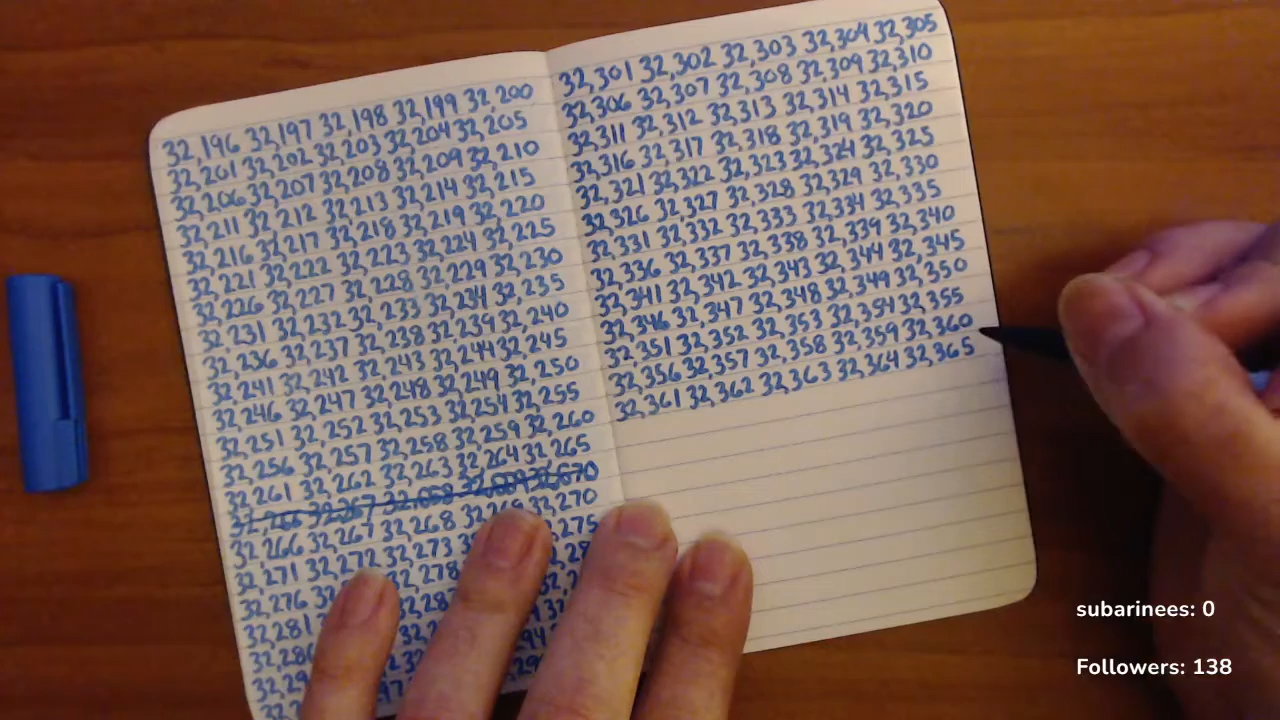 32,196 32,197 32,198 32,199 32,200
32,201 32,202 32,203 32,204 32,205
32,206 32,207 32,208 32,209 32,210
32,211 32,212 32,213 32,214 32,215
32,216 32,217 32,218 32,219 32,220
32,221 32,222 32,223 32,224 32,225
32,226 32,227 32,228 32,229 32,230
32,231 32,232 32,233 32,234 32,235
32,236 32,237 32,238 32,239 32,240
32,241 32,242 32,243 32,244 32,245
32,246 32,247 32,248 32,249 32,250
32,251 32,252 32,253 32,254 32,255
32,256 32,257 32,258 32,259 32,260
32,261 32,262 32,263 32,264 32,265
32,266 32,267 32,268 32,270
32,271 32,272 32,273
32,276 32,278
32,281
32,301 32,302 32,303 32,304 32,305
32,306 32,307 32,308 32,309 32,310
32,311 32,312 32,313 32,314 32,315
32,316 32,317 32,318 32,319 32,320
32,321 32,322 32,323 32,324 32,325
32,326 32,327 32,328 32,329 32,330
32,331 32,332 32,333 32,334 32,335
32,336 32,337 32,338 32,339 32,340
32,341 32,342 32,343 32,344 32,345
32,346 32,347 32,348 32,349 32,350
32,351 32,352 32,353 32,354 32,355
32,356 32,357 32,358 32,359 32,360
32,361 32,362 32,363 32,364 32,365
subarinees: 0
Followers: 138